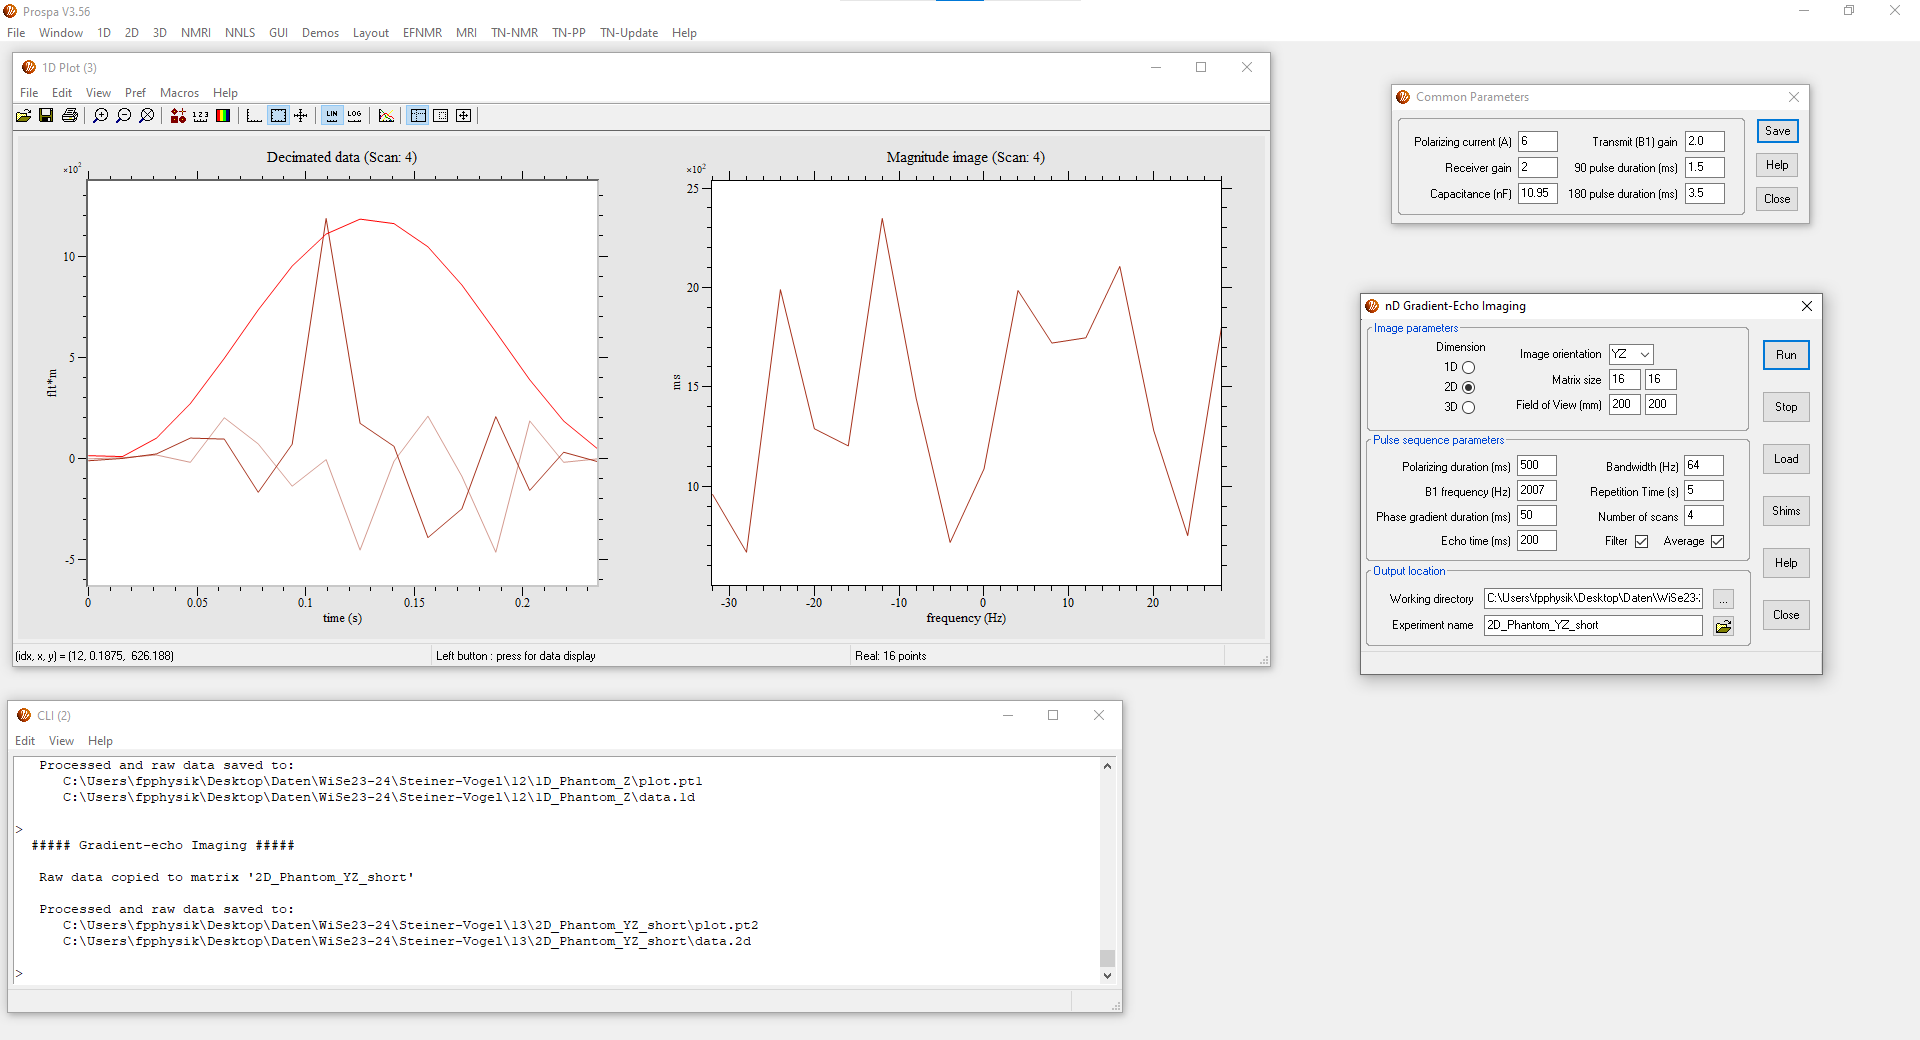 Prospa V3.56
File Window 1D 2D 3D NMRI NNLS GUI Demos Layout EFNMR MRI TN-NMR TN-PP TN-Update Help
1D Plot (3)
File Edit View Pref Macros Help
1 2 3 LIN LOG
Decimated data (Scan: 4)
×10²
10
5
0
-5
flt*m
0 0.05 0.1 0.15 0.2
time (s)
Magnitude image (Scan: 4)
×10²
25
20
15
10
ms
-30 -20 -10 0 10 20
frequency (Hz)
(idx, x, y) = (12, 0.1875, 626.188)
Left button : press for data display
Real: 16 points
Common Parameters
Polarizing current (A) 6 Transmit (B1) gain 2.0 Save
Receiver gain 2 90 pulse duration (ms) 1.5 Help
Capacitance (nF) 10.95 180 pulse duration (ms) 3.5 Close
nD Gradient-Echo Imaging
Image parameters
Dimension
1D
2D
3D
Image orientation YZ
Matrix size 16 16
Field of View (mm) 200 200
Pulse sequence parameters
Polarizing duration (ms) 500 Bandwidth (Hz) 64
B1 frequency (Hz) 2007 Repetition Time (s) 5
Phase gradient duration (ms) 50 Number of scans 4
Echo time (ms) 200 Filter Average
Output location
Working directory C:\Users\fpphysik\Desktop\Daten\WiSe23- ...
Experiment name 2D_Phantom_YZ_short
Run
Stop
Load
Shims
Help
Close
CLI (2)
Edit View Help
Processed and raw data saved to:
C:\Users\fpphysik\Desktop\Daten\WiSe23-24\Steiner-Vogel\12\1D_Phantom_Z\plot.pt1
C:\Users\fpphysik\Desktop\Daten\WiSe23-24\Steiner-Vogel\12\1D_Phantom_Z\data.1d
>
##### Gradient-echo Imaging #####
Raw data copied to matrix '2D_Phantom_YZ_short'
Processed and raw data saved to:
C:\Users\fpphysik\Desktop\Daten\WiSe23-24\Steiner-Vogel\13\2D_Phantom_YZ_short\plot.pt2
C:\Users\fpphysik\Desktop\Daten\WiSe23-24\Steiner-Vogel\13\2D_Phantom_YZ_short\data.2d
>